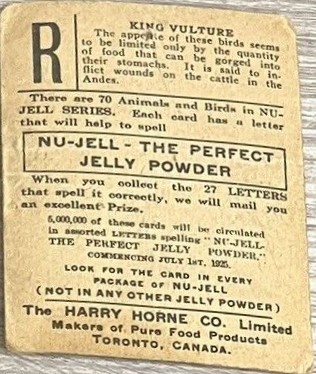 R
KING VULTURE
The appetite of these birds seems
to be limited only by the quantity
of food that can be gorged into
their stomachs. It is said to in-
flict wounds on the cattle in the
Andes.
There are 70 Animals and Birds in NU-
JELL SERIES. Each card has a letter
that will help to spell
NU-JELL - THE PERFECT
JELLY POWDER
When you collect the 27 LETTERS
that spell it correctly, we will mail you
an excellent Prize.
5,000,000 of these cards will be circulated
in assorted LETTERS spelling "NU-JELL-
THE PERFECT JELLY POWDER,"
COMMENCING JULY 1ST, 1925.
LOOK FOR THE CARD IN EVERY
PACKAGE OF NU-JELL
(NOT IN ANY OTHER JELLY POWDER)
The HARRY HORNE CO. Limited
Makers of Pure Food Products
TORONTO, CANADA.